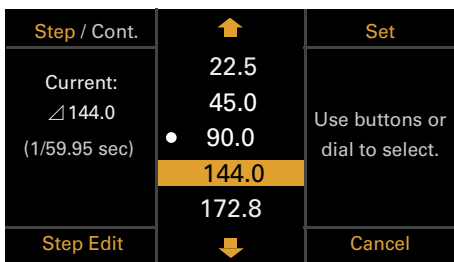 Step / Cont.
Set
Current:
⊿144.0
(1/59.95 sec)
22.5
45.0
90.0
144.0
172.8
Use buttons or
dial to select.
Step Edit
Cancel